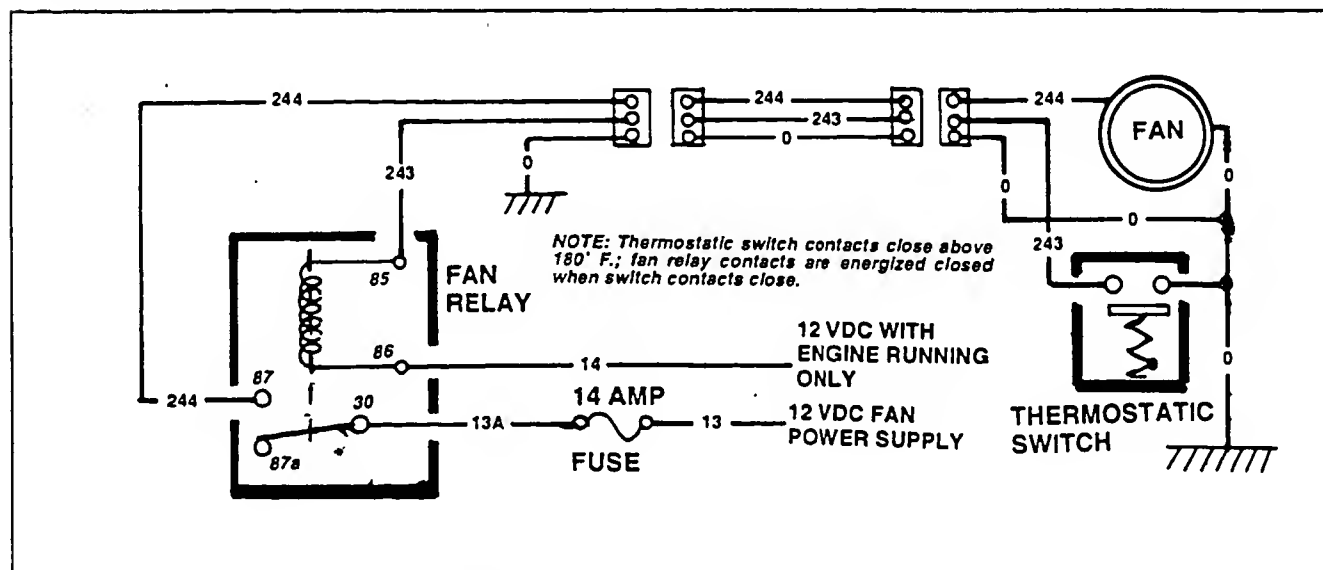 244
244
244
243
0
FAN
243
0
0
0
0
243
NOTE: Thermostatic switch contacts close above
180° F.; fan relay contacts are energized closed
when switch contacts close.
85
FAN
RELAY
86
14
12 VDC WITH
ENGINE RUNNING
ONLY
87
244
30
13A
14 AMP
FUSE
13
12 VDC FAN
POWER SUPPLY
87a
0
THERMOSTATIC
SWITCH